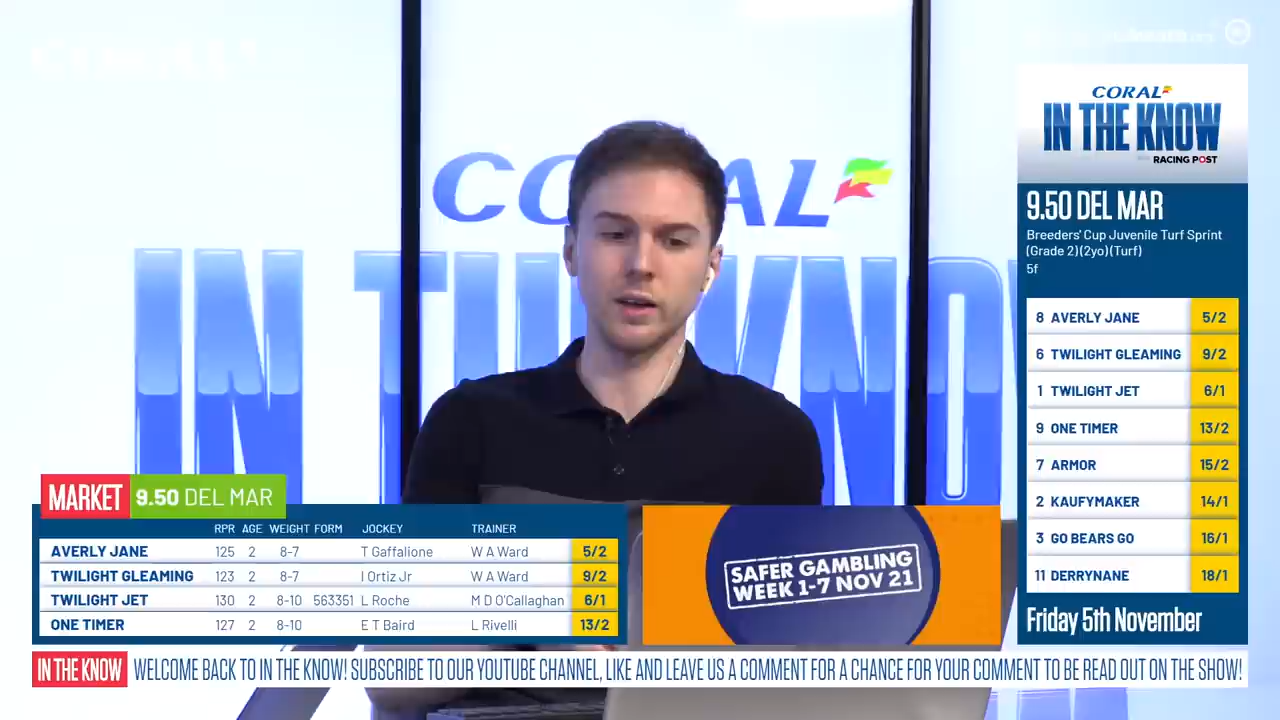 CORAL
IN THE KNOW
CORAL
IN THE KNOW
RACING POST
9.50 DEL MAR
Breeders' Cup Juvenile Turf Sprint
(Grade 2)(2yo)(Turf)
5f
8 AVERLY JANE 5/2
6 TWILIGHT GLEAMING 9/2
1 TWILIGHT JET 6/1
9 ONE TIMER 13/2
7 ARMOR 15/2
2 KAUFYMAKER 14/1
3 GO BEARS GO 16/1
11 DERRYNANE 18/1
Friday 5th November
MARKET 9.50 DEL MAR
RPR AGE WEIGHT FORM JOCKEY TRAINER
AVERLY JANE 125 2 8-7 T Gaffalione W A Ward 5/2
TWILIGHT GLEAMING 123 2 8-7 I Ortiz Jr W A Ward 9/2
TWILIGHT JET 130 2 8-10 563351 L Roche M D O'Callaghan 6/1
ONE TIMER 127 2 8-10 E T Baird L Rivelli 13/2
SAFER GAMBLING
WEEK 1-7 NOV 21
IN THE KNOW WELCOME BACK TO IN THE KNOW! SUBSCRIBE TO OUR YOUTUBE CHANNEL, LIKE AND LEAVE US A COMMENT FOR A CHANCE FOR YOUR COMMENT TO BE READ OUT ON THE SHOW!